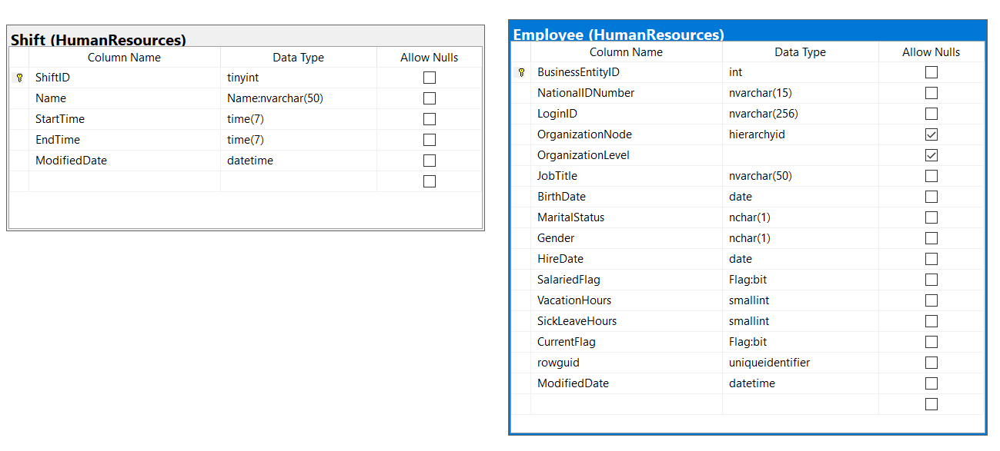 Shift (HumanResources)
Column Name Data Type Allow Nulls
ShiftID tinyint
Name Name:nvarchar(50)
StartTime time(7)
EndTime time(7)
ModifiedDate datetime
Employee (HumanResources)
Column Name Data Type Allow Nulls
BusinessEntityID int
NationalIDNumber nvarchar(15)
LoginID nvarchar(256)
OrganizationNode hierarchyid
OrganizationLevel
JobTitle nvarchar(50)
BirthDate date
MaritalStatus nchar(1)
Gender nchar(1)
HireDate date
SalariedFlag Flag:bit
VacationHours smallint
SickLeaveHours smallint
CurrentFlag Flag:bit
rowguid uniqueidentifier
ModifiedDate datetime